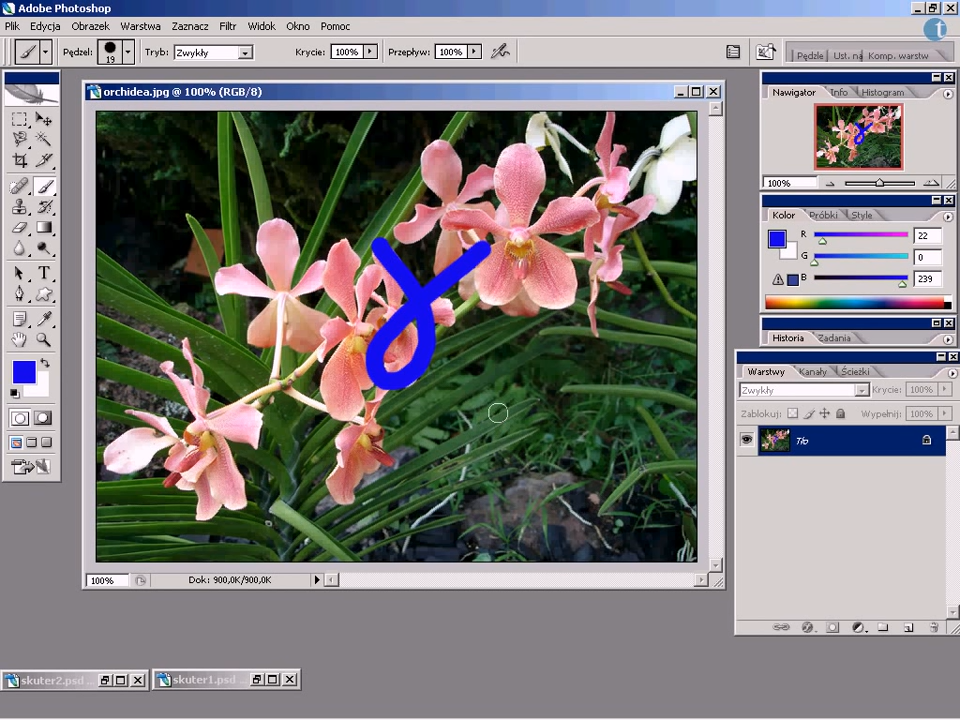 Adobe Photoshop
Plik Edycja Obrazek Warstwa Zaznacz Filtr Widok Okno Pomoc
Pędzel: 19 Tryb: Zwykły Krycie: 100% Przepływ: 100%
Pędzle Ust. na Komp. warstw
orchidea.jpg @ 100% (RGB/8)
Nawigator Info Histogram
100%
Kolor Próbki Style
R 22
G 0
B 239
Historia Zadania
Warstwy Kanały Ścieżki
Zwykły Krycie: 100%
Zablokuj: Wypełnij: 100%
Tło
100% Dok: 900,0K/900,0K
skuter2.psd ... skuter1.psd ...